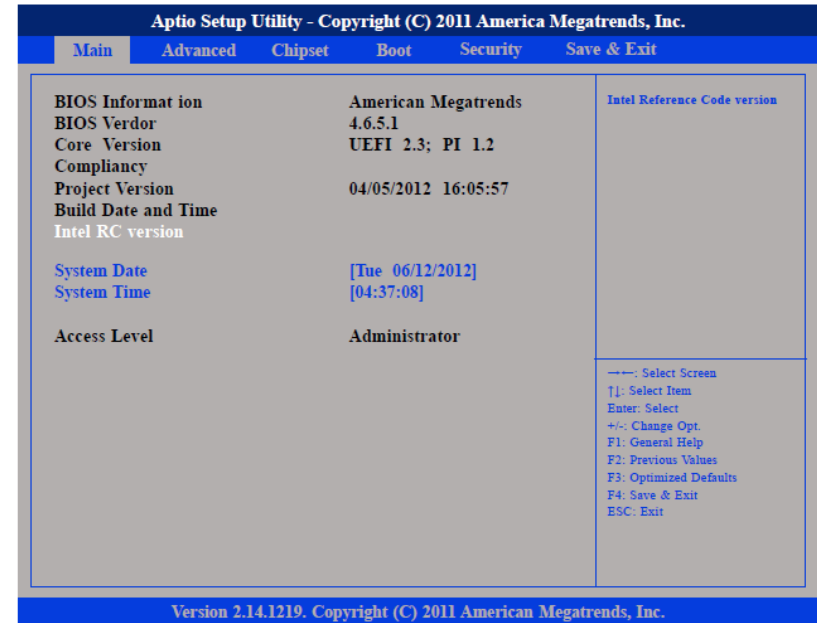 Aptio Setup Utility - Copyright (C) 2011 America Megatrends, Inc.
Main Advanced Chipset Boot Security Save & Exit
BIOS Informat ion American Megatrends
BIOS Verdor 4.6.5.1
Core Version UEFI 2.3; PI 1.2
Compliancy
Project Version 04/05/2012 16:05:57
Build Date and Time
Intel RC version
System Date [Tue 06/12/2012]
System Time [04:37:08]
Access Level Administrator
Intel Reference Code version
→←: Select Screen
↑↓: Select Item
Enter: Select
+/-: Change Opt.
F1: General Help
F2: Previous Values
F3: Optimized Defaults
F4: Save & Exit
ESC: Exit
Version 2.14.1219. Copyright (C) 2011 American Megatrends, Inc.